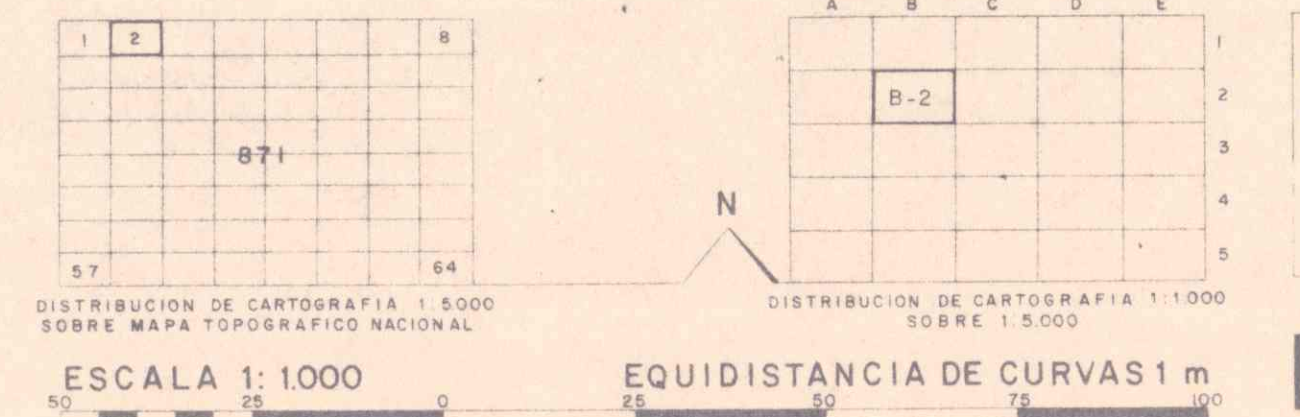 A B C D E
1 2 8
1
B-2 2
871
3
N
4
57 64
5
DISTRIBUCION DE CARTOGRAFIA 1:5.000
SOBRE MAPA TOPOGRAFICO NACIONAL
DISTRIBUCION DE CARTOGRAFIA 1:1.000
SOBRE 1:5.000
ESCALA 1: 1.000
EQUIDISTANCIA DE CURVAS 1 m
50 25 0 25 50 75 100